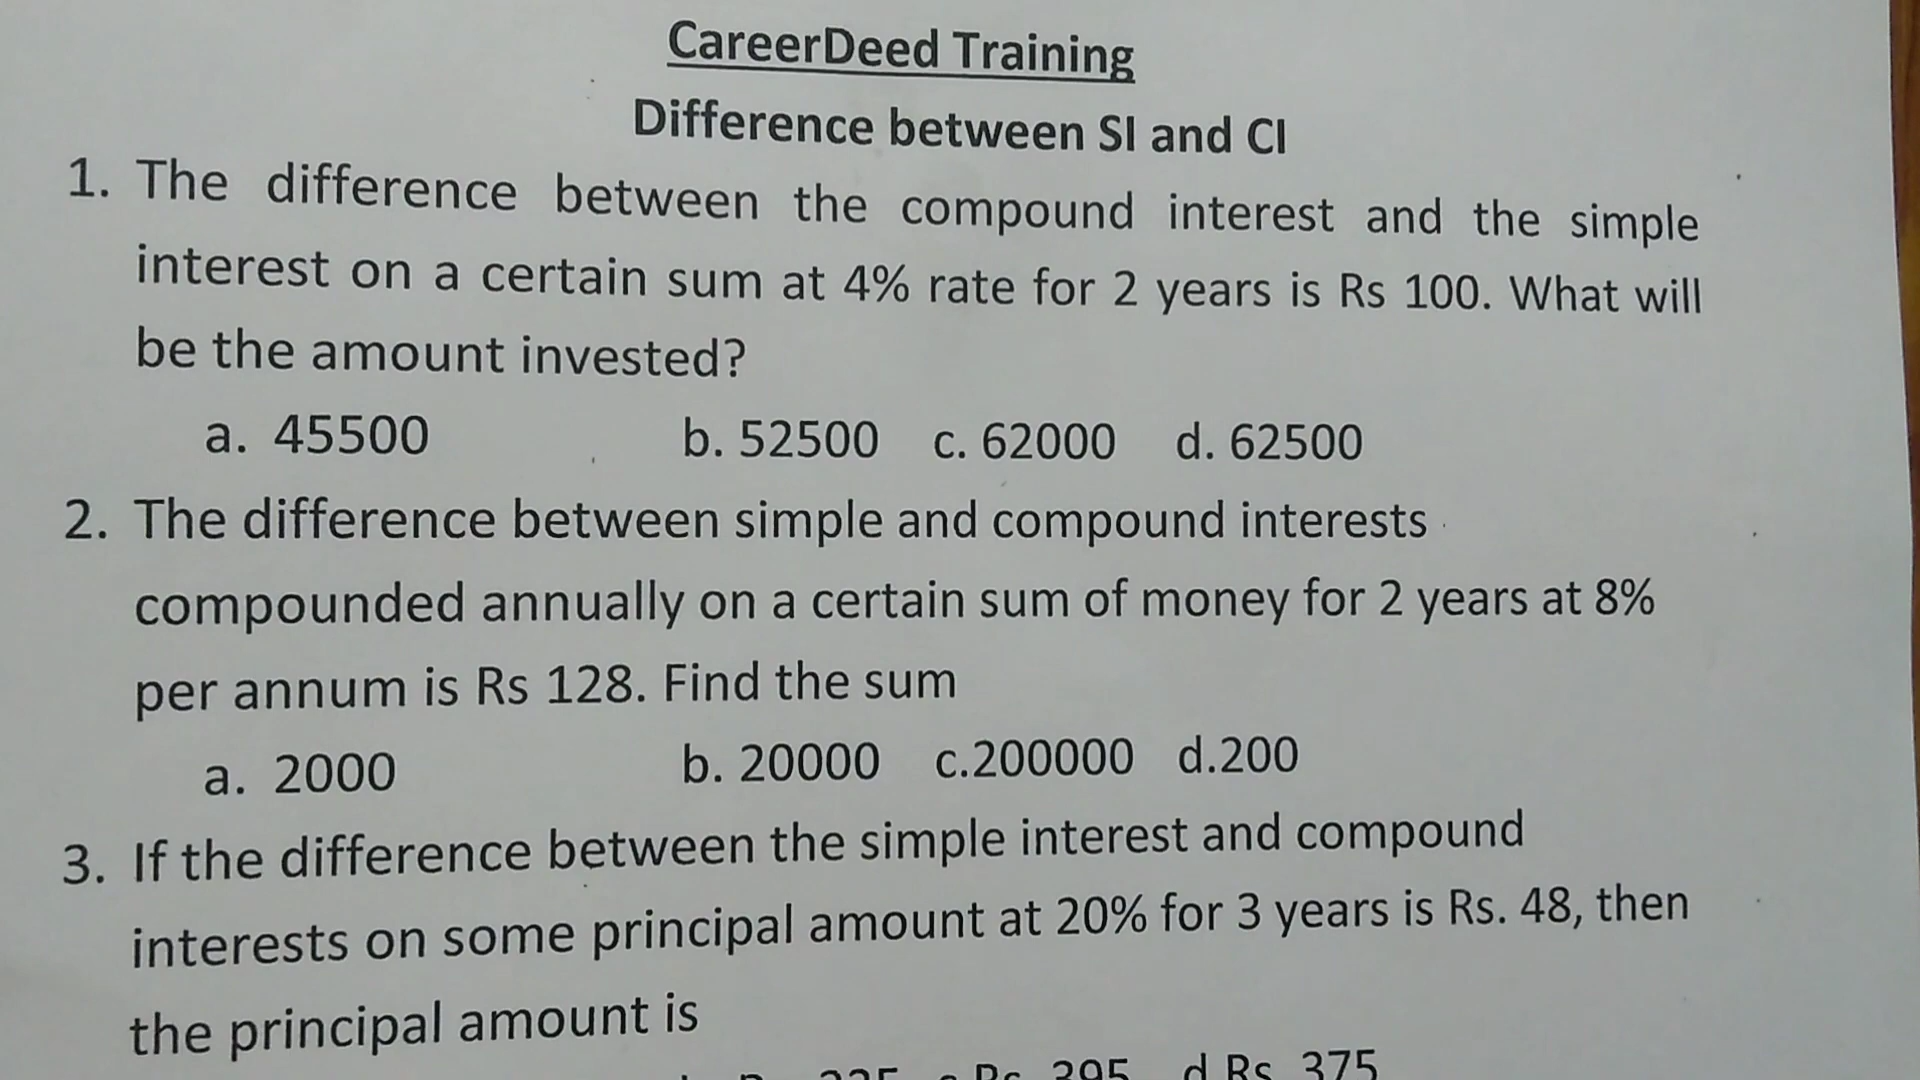 CareerDeed Training
Difference between SI and CI
1. The difference between the compound interest and the simple
interest on a certain sum at 4% rate for 2 years is Rs 100. What will
be the amount invested?
a. 45500 b. 52500 c. 62000 d. 62500
2. The difference between simple and compound interests
compounded annually on a certain sum of money for 2 years at 8%
per annum is Rs 128. Find the sum
a. 2000 b. 20000 c.200000 d.200
3. If the difference between the simple interest and compound
interests on some principal amount at 20% for 3 years is Rs. 48, then
the principal amount is
395 d Rs 375